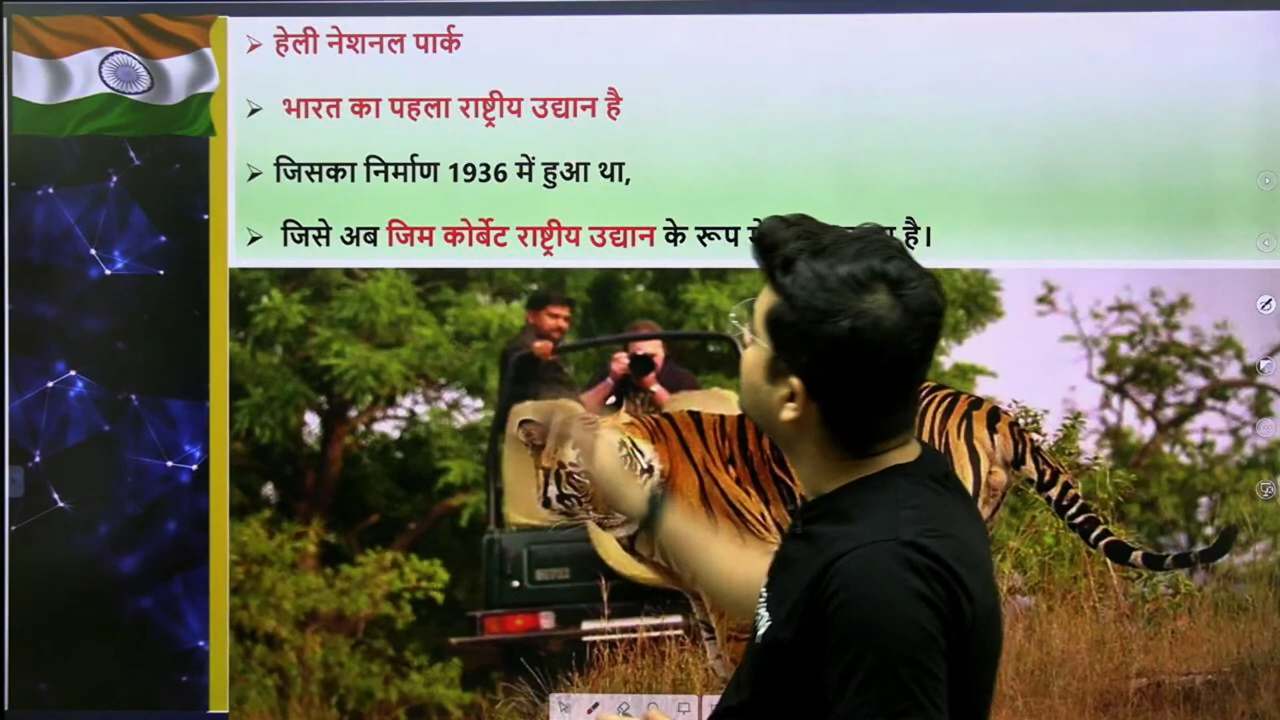 हेली नेशनल पार्क
भारत का पहला राष्ट्रीय उद्यान है
जिसका निर्माण 1936 में हुआ था,
जिसे अब जिम कोर्बेट राष्ट्रीय उद्यान के रूप है।